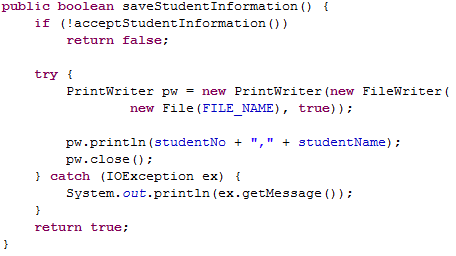 public boolean saveStudentInformation() {
    if (!acceptStudentInformation())
        return false;

    try {
        PrintWriter pw = new PrintWriter(new FileWriter(
                new File(FILE_NAME), true));

        pw.println(studentNo + "," + studentName);
        pw.close();
    } catch (IOException ex) {
        System.out.println(ex.getMessage());
    }
    return true;
}